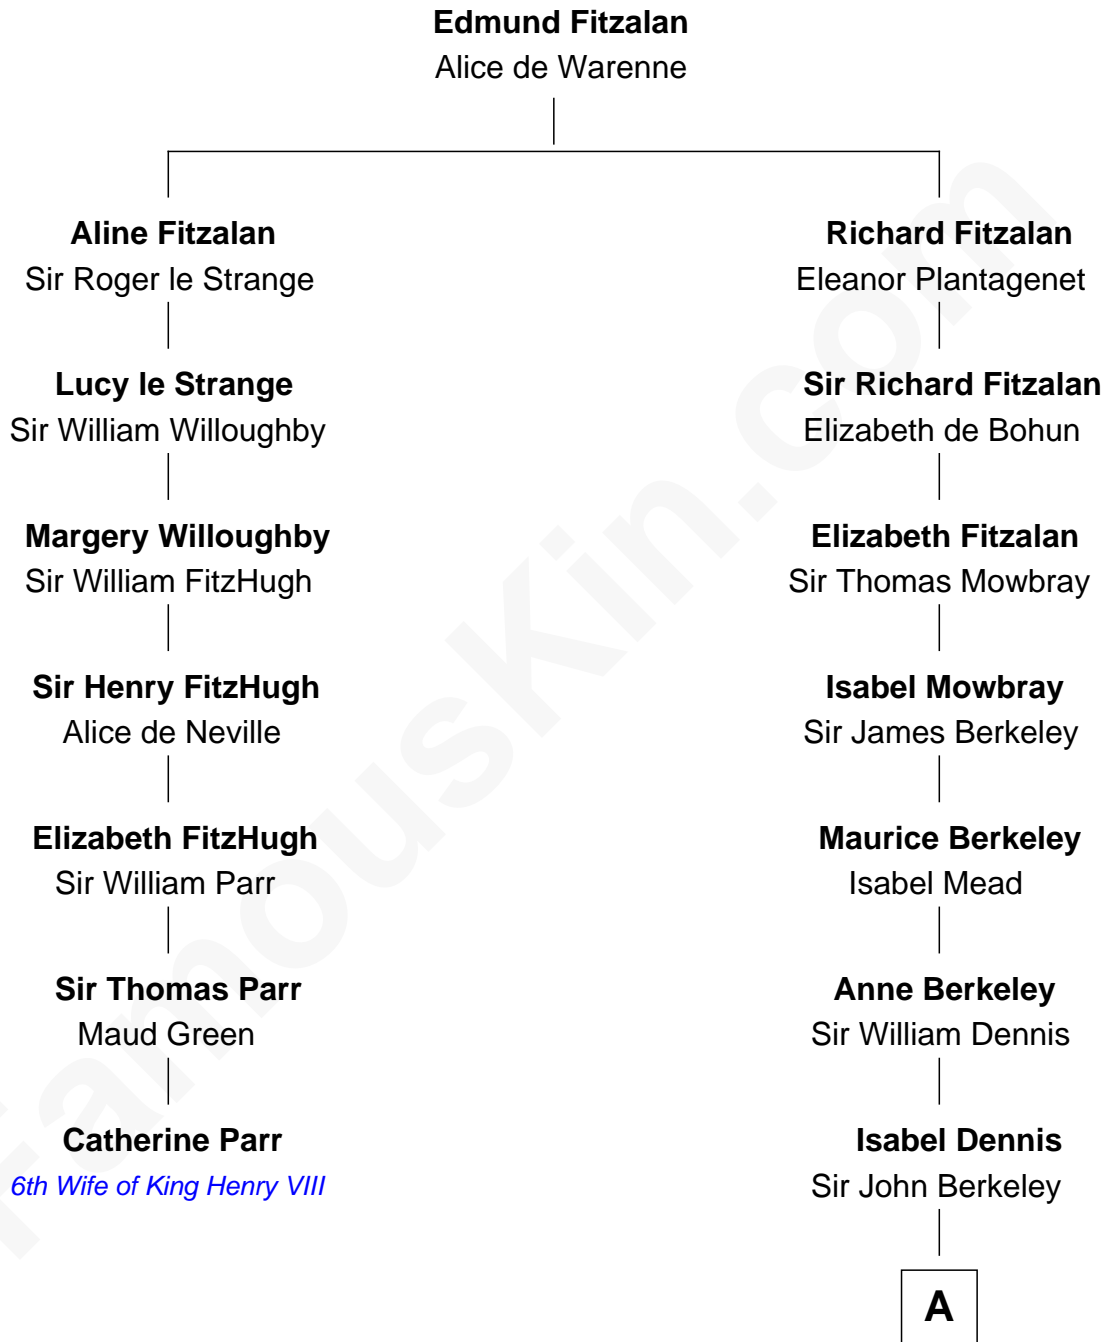 Edmund Fitzalan
Alice de Warenne
Aline Fitzalan
Sir Roger le Strange
Richard Fitzalan
Eleanor Plantagenet
Lucy le Strange
Sir William Willoughby
Sir Richard Fitzalan
Elizabeth de Bohun
Margery Willoughby
Sir William FitzHugh
Elizabeth Fitzalan
Sir Thomas Mowbray
Sir Henry FitzHugh
Alice de Neville
Isabel Mowbray
Sir James Berkeley
Elizabeth FitzHugh
Sir William Parr
Maurice Berkeley
Isabel Mead
Sir Thomas Parr
Maud Green
Anne Berkeley
Sir William Dennis
Catherine Parr
6th Wife of King Henry VIII
Isabel Dennis
Sir John Berkeley
A
FamousKin.com